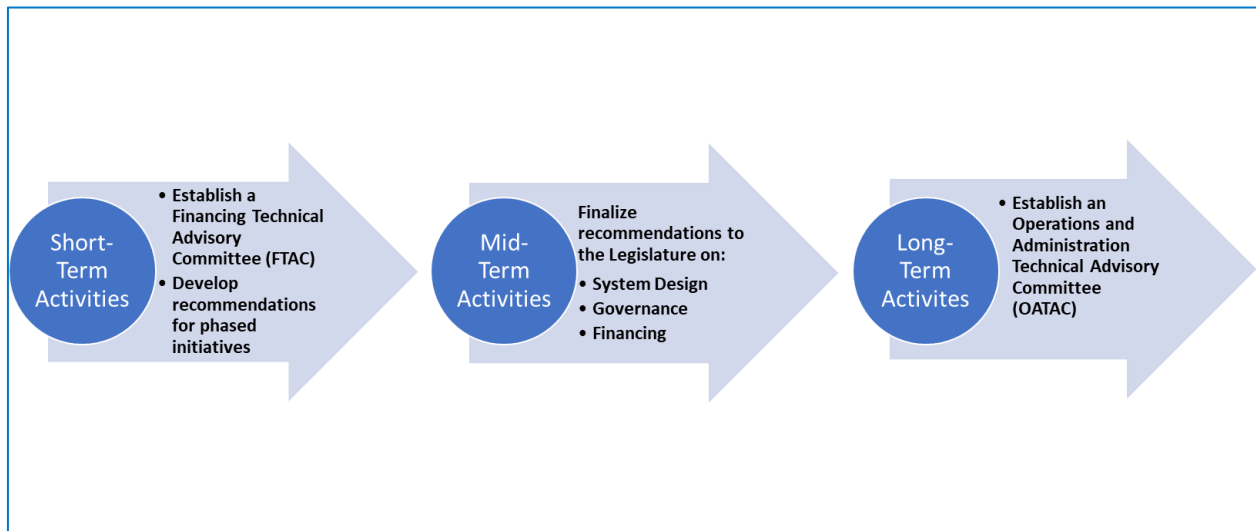 Short-
Term
Activities
• Establish a
Financing Technical
Advisory
Committee (FTAC)
• Develop
recommendations
for phased
initiatives
Mid-
Term
Activities
Finalize
recommendations to
the Legislature on:
• System Design
• Governance
• Financing
Long-
Term
Activites
• Establish an
Operations and
Administration
Technical Advisory
Committee
(OATAC)